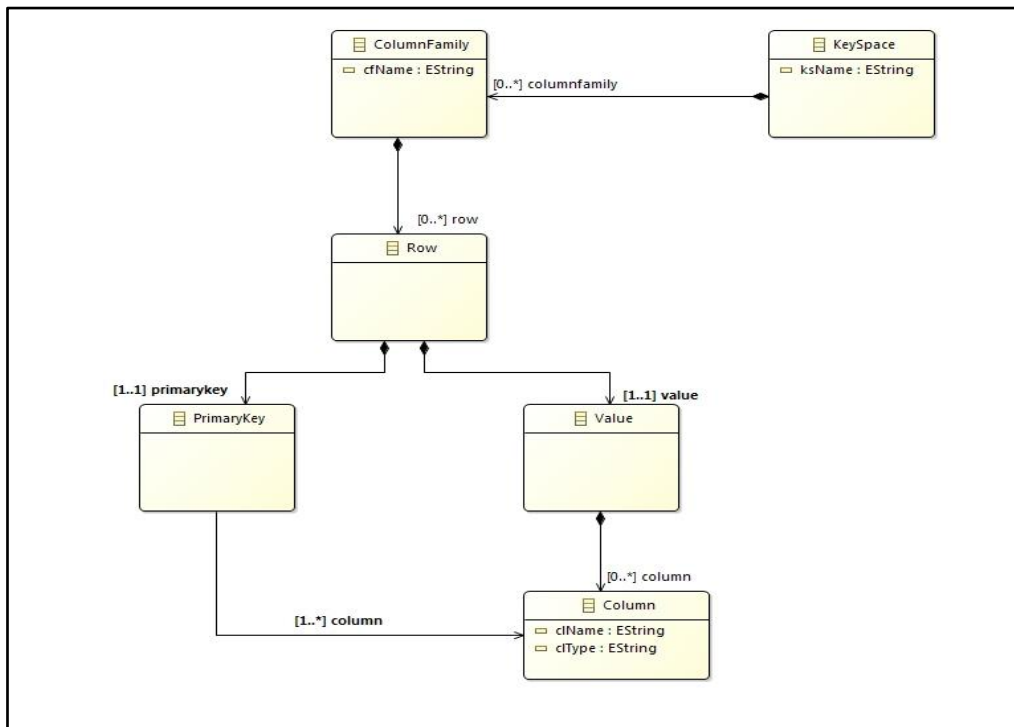 ColumnFamily
cfName : EString
KeySpace
ksName : EString
[0..*] columnfamily
[0..*] row
Row
[1..1] primarykey
[1..1] value
PrimaryKey
Value
[0..*] column
[1..*] column
Column
clName : EString
clType : EString